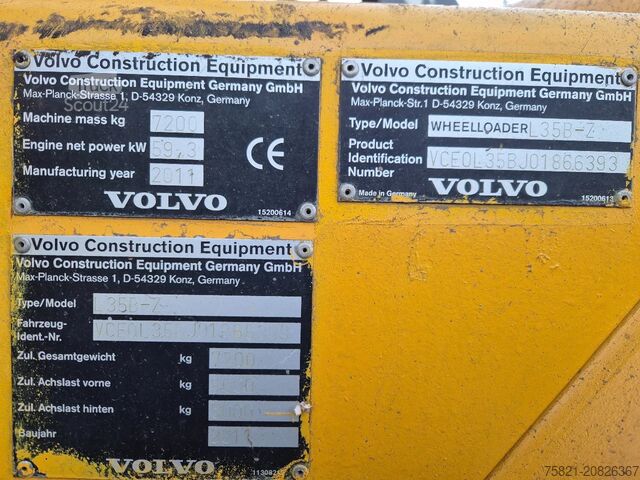 Volvo Construction Equipment
Volvo Construction Equipment Germany GmbH
Max-Planck-Strasse 1, D-54329 Konz, Germany
Scout24
Machine mass kg 7200
Engine net power kW 59,3
Manufacturing year 2011
CE
VOLVO
15200614
Volvo Construction Equipment
Volvo Construction Equipment Germany GmbH
Max-Planck-Str.1 D-54329 Konz, Germany
Type/Model WHEELLOADER L35B-Z
Product
Identification VCE0L35BJ01866393
Number
Made in Germany VOLVO 15200613
Volvo Construction Equipment
Volvo Construction Equipment Germany GmbH
Max-Planck-Strasse 1, D-54329 Konz, Germany
Type/Model 35B-Z
Fahrzeug-
Ident.-Nr.
Zul. Gesamtgewicht kg 7200
Zul. Achslast vorne kg
Zul. Achslast hinten kg
Baujahr
VOLVO
75821-20826367